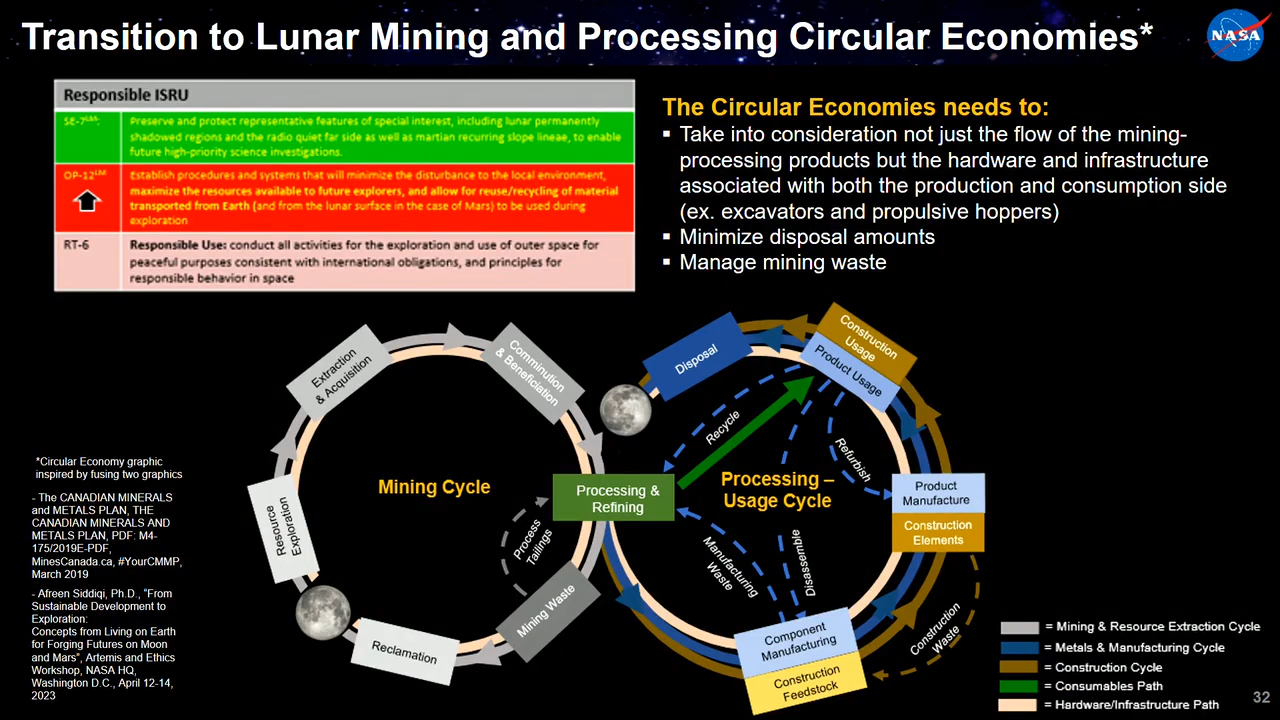 Transition to Lunar Mining and Processing Circular Economies*
NASA
Responsible ISRU
SE-7ᴸᴹ:
Preserve and protect representative features of special interest, including lunar permanently
shadowed regions and the radio quiet far side as well as martian recurring slope lineae, to enable
future high-priority science investigations.
OP-12ᴸᴹ
Establish procedures and systems that will minimize the disturbance to the local environment,
maximize the resources available to future explorers, and allow for reuse/recycling of material
transported from Earth (and from the lunar surface in the case of Mars) to be used during
exploration
RT-6
Responsible Use: conduct all activities for the exploration and use of outer space for
peaceful purposes consistent with international obligations, and principles for
responsible behavior in space
The Circular Economies needs to:
▪ Take into consideration not just the flow of the mining-
processing products but the hardware and infrastructure
associated with both the production and consumption side
(ex. excavators and propulsive hoppers)
▪ Minimize disposal amounts
▪ Manage mining waste
Extraction
& Acquisition
Comminution
& Beneficiation
Resource
Exploration
Mining Cycle
Processing &
Refining
Process
Tailings
Mining Waste
Reclamation
Disposal
Construction
Usage
Product Usage
Recycle
Refurbish
Processing –
Usage Cycle
Product
Manufacture
Construction
Elements
Manufacturing
Waste
Disassemble
Component
Manufacturing
Construction
Feedstock
Construction
Waste
*Circular Economy graphic
inspired by fusing two graphics
- The CANADIAN MINERALS
and METALS PLAN, THE
CANADIAN MINERALS AND
METALS PLAN, PDF: M4-
175/2019E-PDF,
MinesCanada.ca, #YourCMMP,
March 2019
- Afreen Siddiqi, Ph.D., "From
Sustainable Development to
Exploration:
Concepts from Living on Earth
for Forging Futures on Moon
and Mars", Artemis and Ethics
Workshop, NASA HQ,
Washington D.C., April 12-14,
2023
= Mining & Resource Extraction Cycle
= Metals & Manufacturing Cycle
= Construction Cycle
= Consumables Path
= Hardware/Infrastructure Path
32